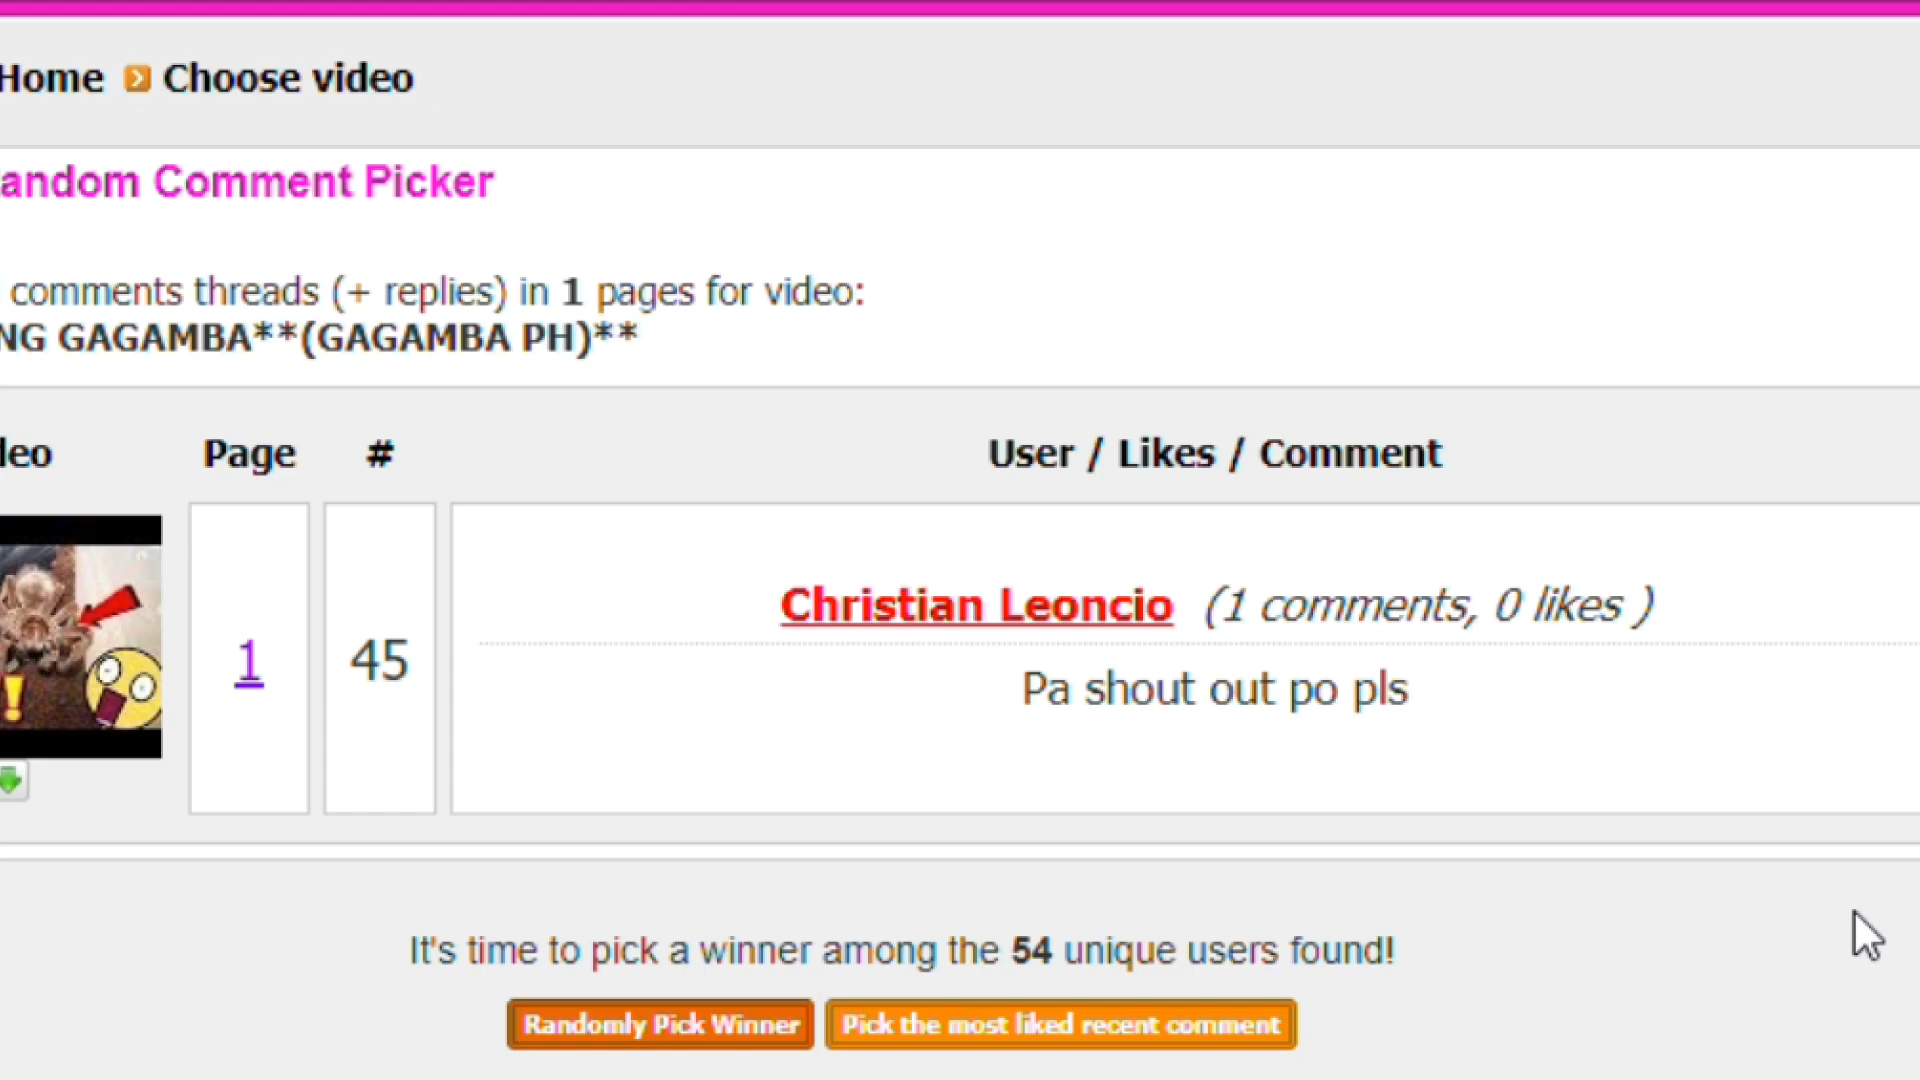 Home Choose video
andom Comment Picker
comments threads (+ replies) in 1 pages for video:
NG GAGAMBA**(GAGAMBA PH)**
leo Page # User / Likes / Comment
Christian Leoncio (1 comments, 0 likes )
1 45
Pa shout out po pls
It's time to pick a winner among the 54 unique users found!
Randomly Pick Winner Pick the most liked recent comment